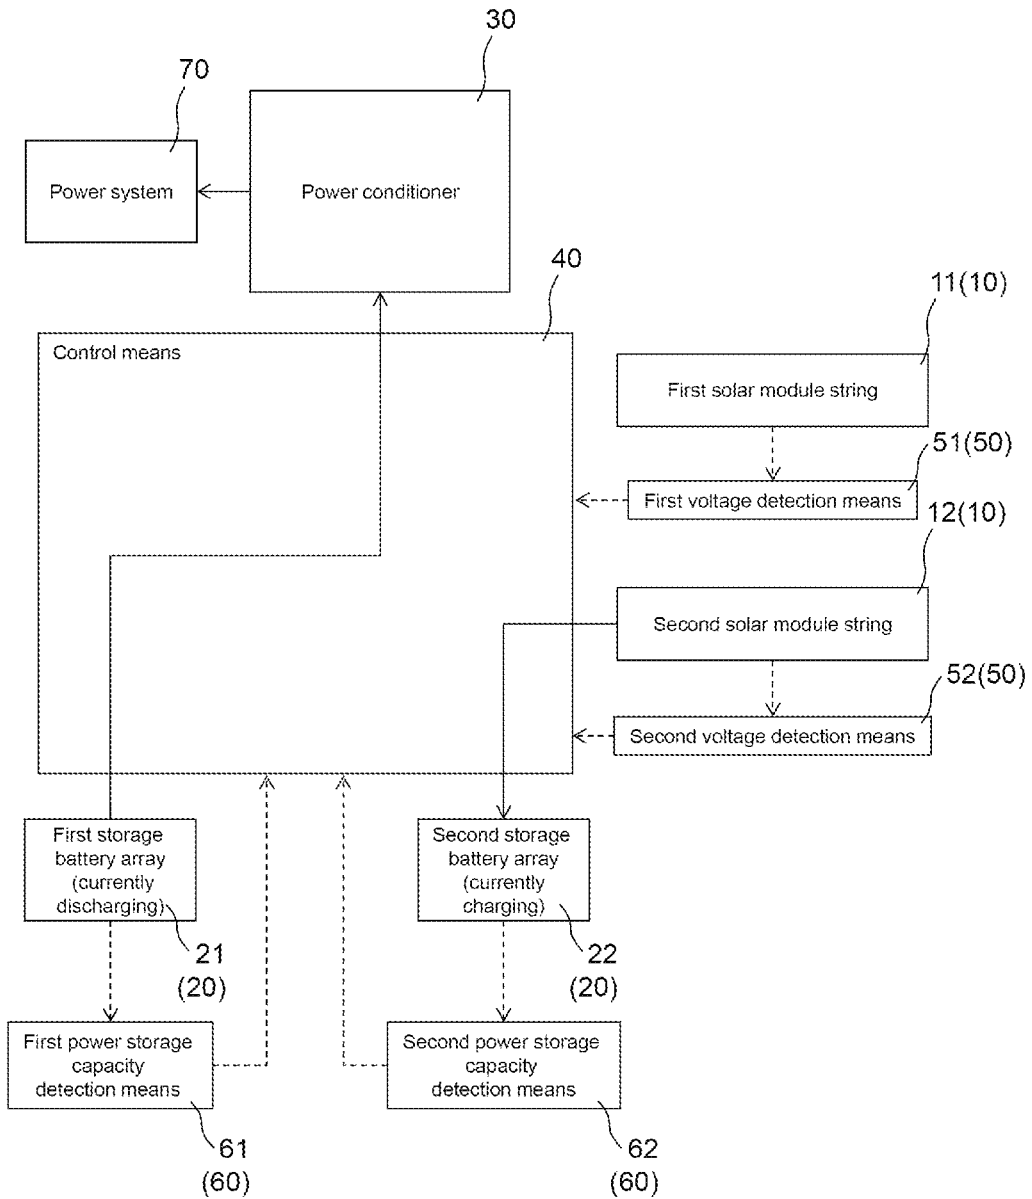 30
70
Power system
Power conditioner
40
11(10)
Control means
First solar module string
51(50)
First voltage detection means
12(10)
Second solar module string
52(50)
Second voltage detection means
First storage
battery array
(currently
discharging)
Second storage
battery array
(currently
charging)
21
(20)
22
(20)
First power storage
capacity
detection means
Second power storage
capacity
detection means
61
(60)
62
(60)